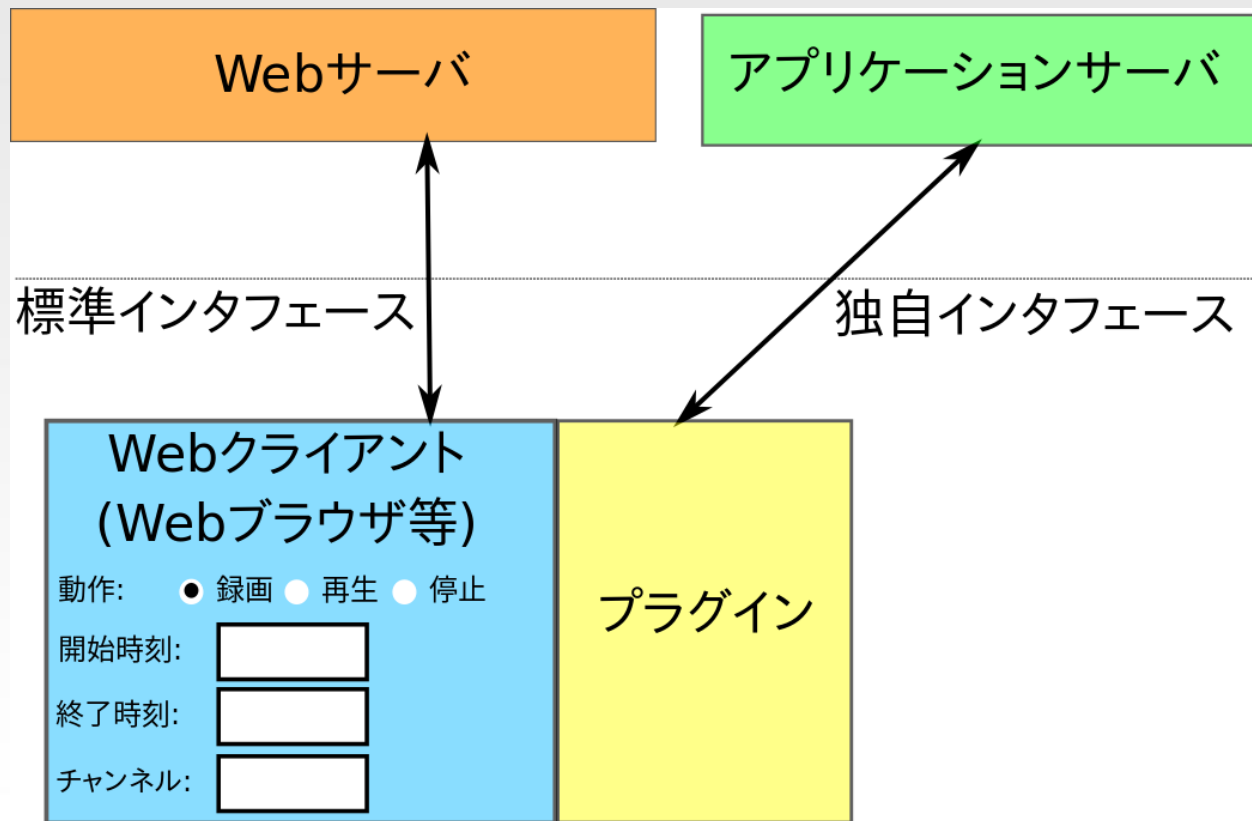 Webサーバ
アプリケーションサーバ
標準インタフェース
独自インタフェース
Webクライアント
(Webブラウザ等)
動作: 録画 再生 停止
開始時刻:
終了時刻:
チャンネル:
プラグイン